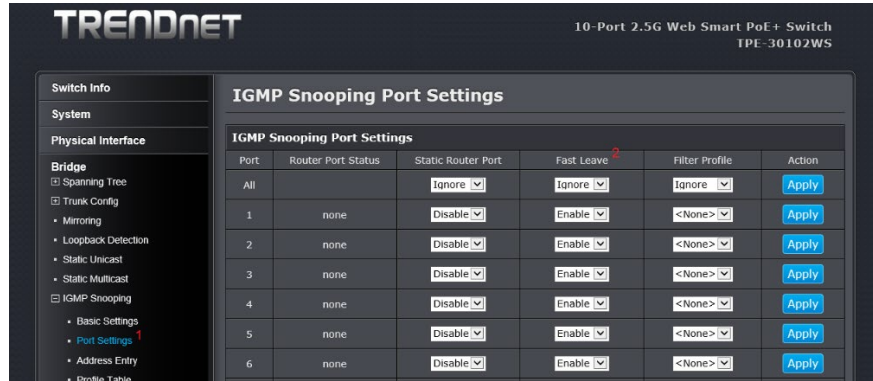 TRENDnET
10-Port 2.5G Web Smart PoE+ Switch
TPE-30102WS
Switch Info
System
Physical Interface
Bridge
Spanning Tree
Trunk Config
Mirroring
Loopback Detection
Static Unicast
Static Multicast
IGMP Snooping
Basic Settings
Port Settings 1
Address Entry
Profile Table
IGMP Snooping Port Settings
IGMP Snooping Port Settings
Port Router Port Status Static Router Port Fast Leave 2 Filter Profile Action
All Ignore Ignore Ignore Apply
1 none Disable Enable <None> Apply
2 none Disable Enable <None> Apply
3 none Disable Enable <None> Apply
4 none Disable Enable <None> Apply
5 none Disable Enable <None> Apply
6 none Disable Enable <None> Apply